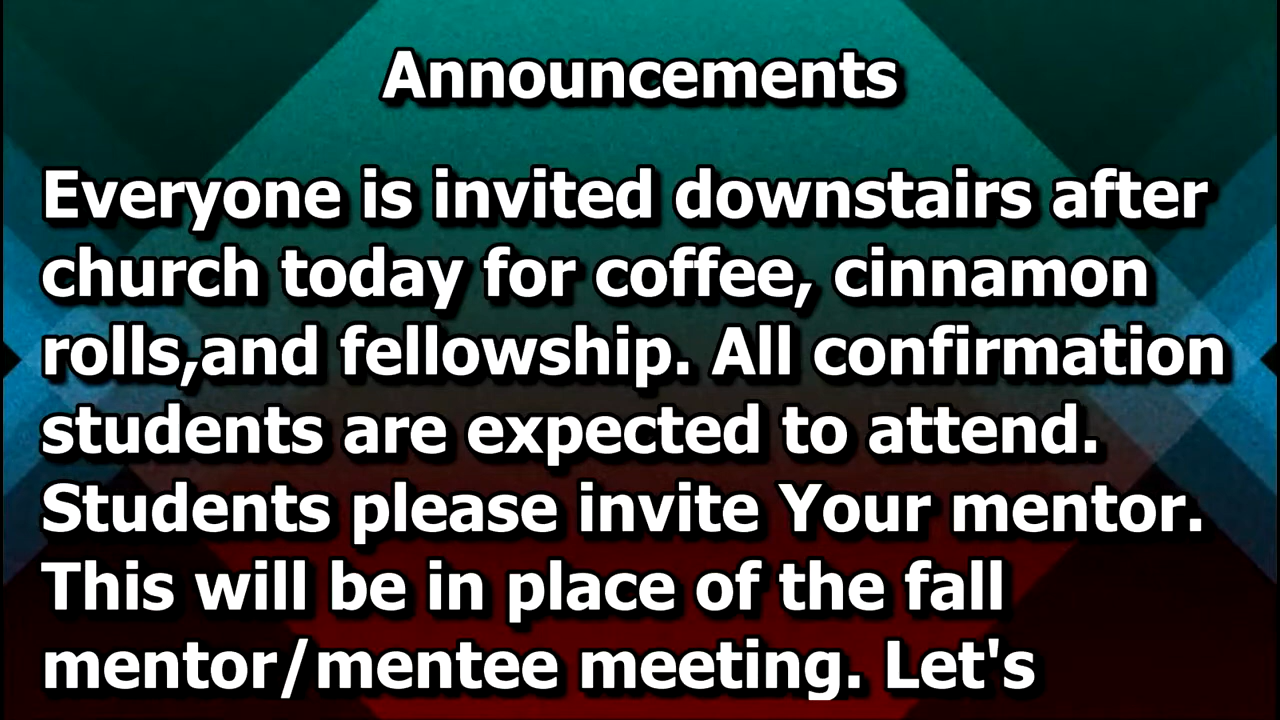 Announcements
Everyone is invited downstairs after
church today for coffee, cinnamon
rolls,and fellowship. All confirmation
students are expected to attend.
Students please invite Your mentor.
This will be in place of the fall
mentor/mentee meeting. Let's